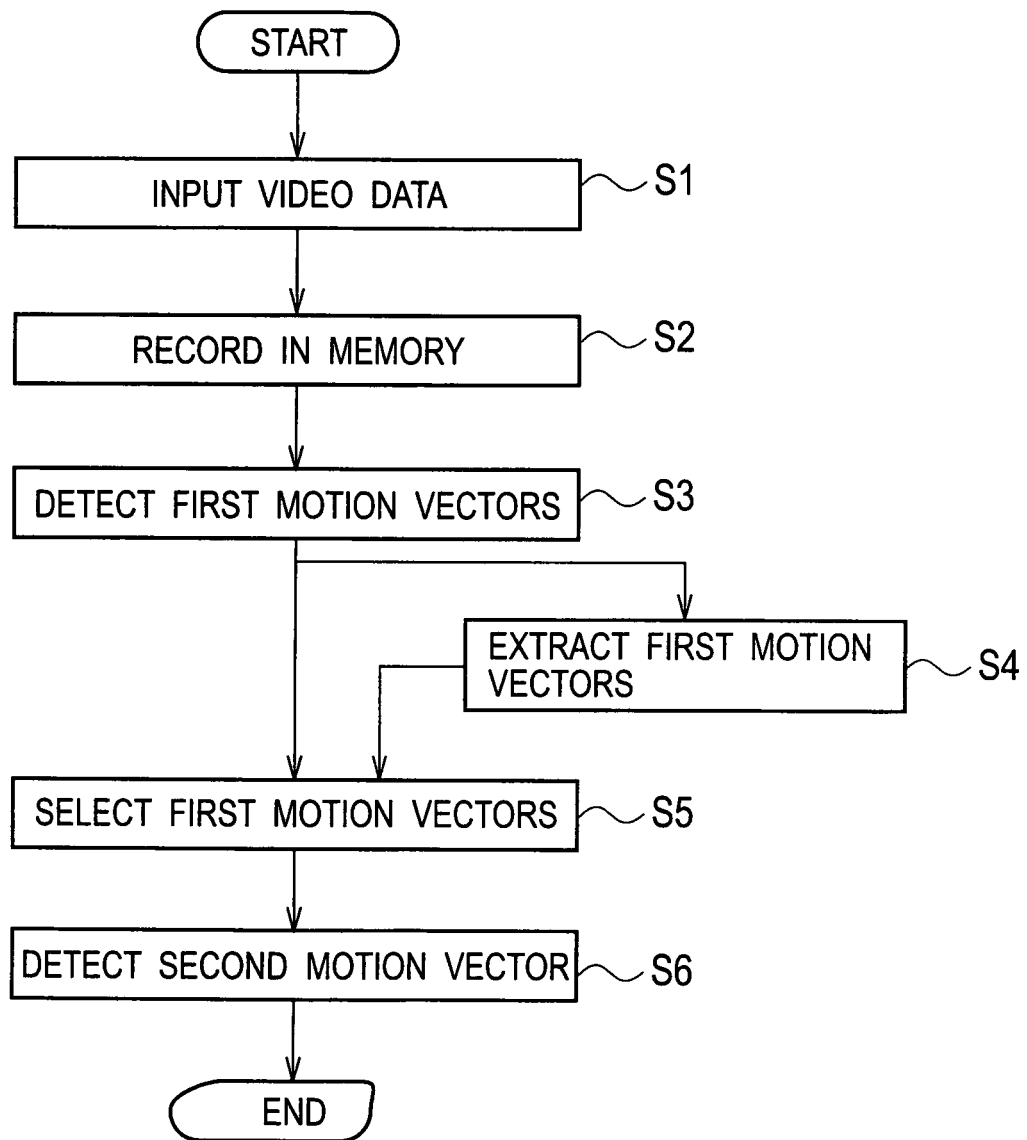 START
INPUT VIDEO DATA
S1
RECORD IN MEMORY
S2
DETECT FIRST MOTION VECTORS
S3
EXTRACT FIRST MOTION
VECTORS
S4
SELECT FIRST MOTION VECTORS
S5
DETECT SECOND MOTION VECTOR
S6
END